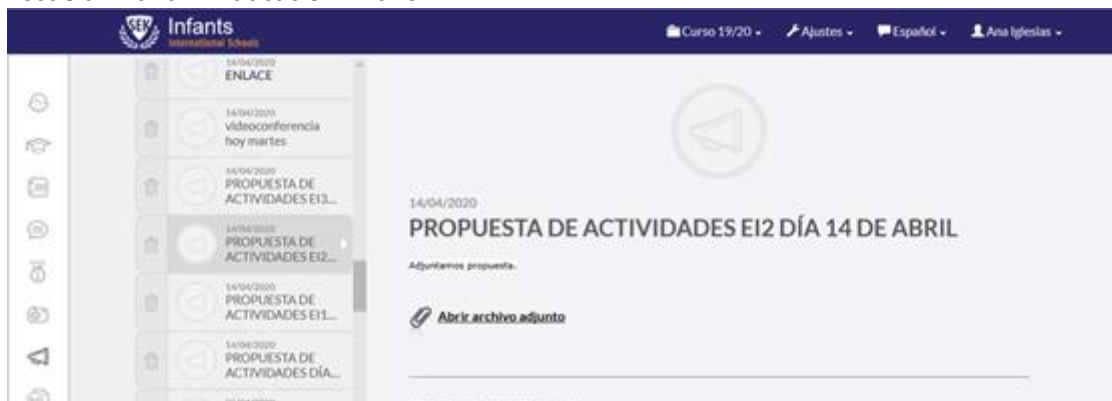 SEK Infants
International Schools
Curso 19/20
Ajustes
Español
Ana Iglesias
14/04/2020
ENLACE
14/04/2020
videoconferencia
hoy martes
14/04/2020
PROPUESTA DE
ACTIVIDADES EI3...
14/04/2020
PROPUESTA DE
ACTIVIDADES EI2...
14/04/2020
PROPUESTA DE
ACTIVIDADES EI1...
14/04/2020
PROPUESTA DE
ACTIVIDADES DÍA...
14/04/2020
PROPUESTA DE ACTIVIDADES EI2 DÍA 14 DE ABRIL
Adjuntamos propuesta.
Abrir archivo adjunto